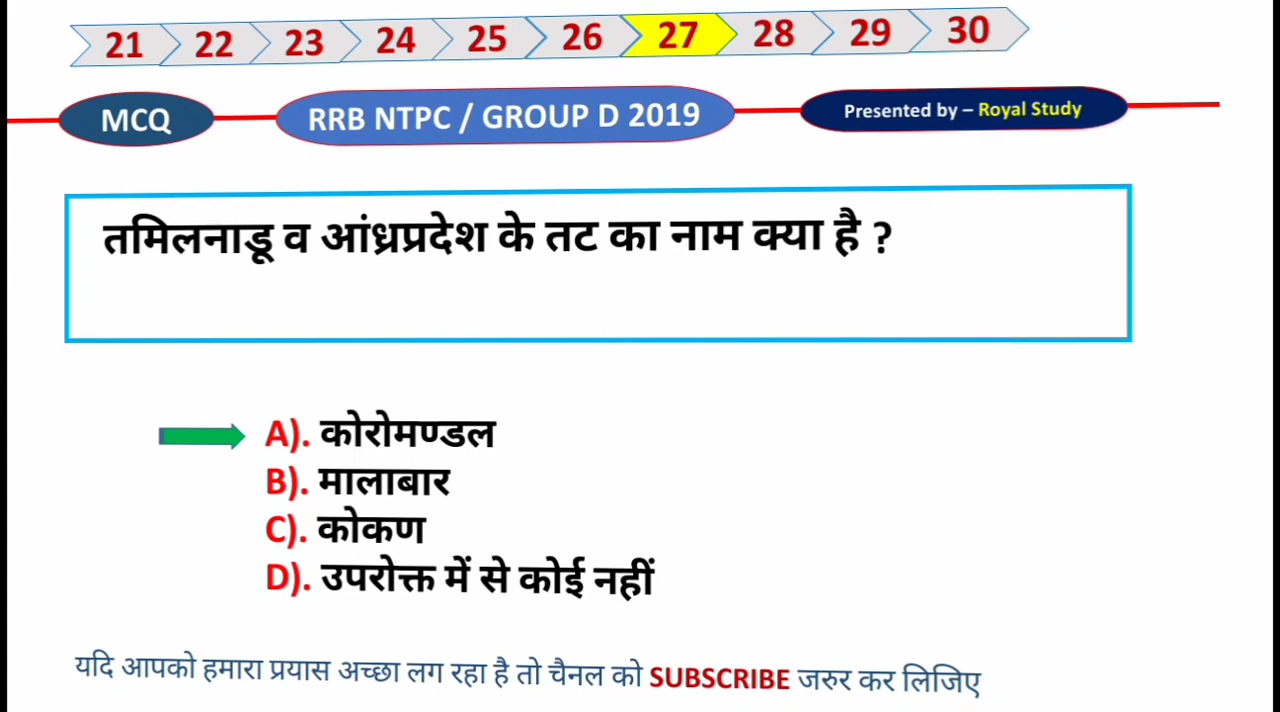 21 22 23 24 25 26 27 28 29 30
MCQ RRB NTPC / GROUP D 2019 Presented by – Royal Study
तमिलनाडू व आंध्रप्रदेश के तट का नाम क्या है ?
A). कोरोमण्डल
B). मालाबार
C). कोकण
D). उपरोक्त में से कोई नहीं
यदि आपको हमारा प्रयास अच्छा लग रहा है तो चैनल को SUBSCRIBE जरुर कर लिजिए